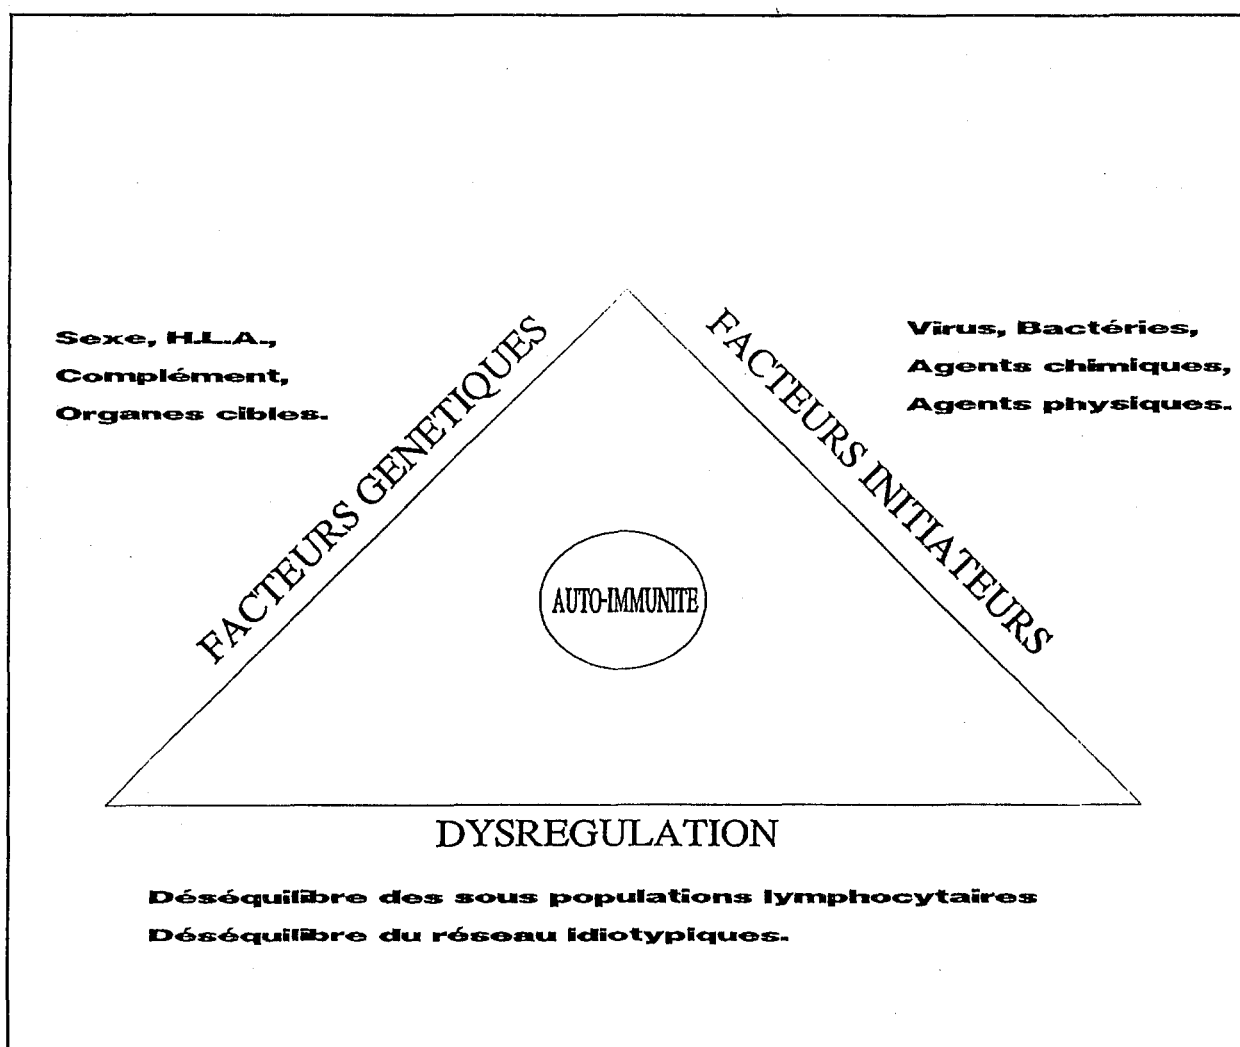 Sexe, H.L.A.,
Complément,
Organes cibles.
FACTEURS GENETIQUES
FACTEURS INITIATEURS
Virus, Bactéries,
Agents chimiques,
Agents physiques.
AUTO-IMMUNITE
DYSREGULATION
Déséquilibre des sous populations lymphocytaires
Déséquilibre du réseau idiotypiques.